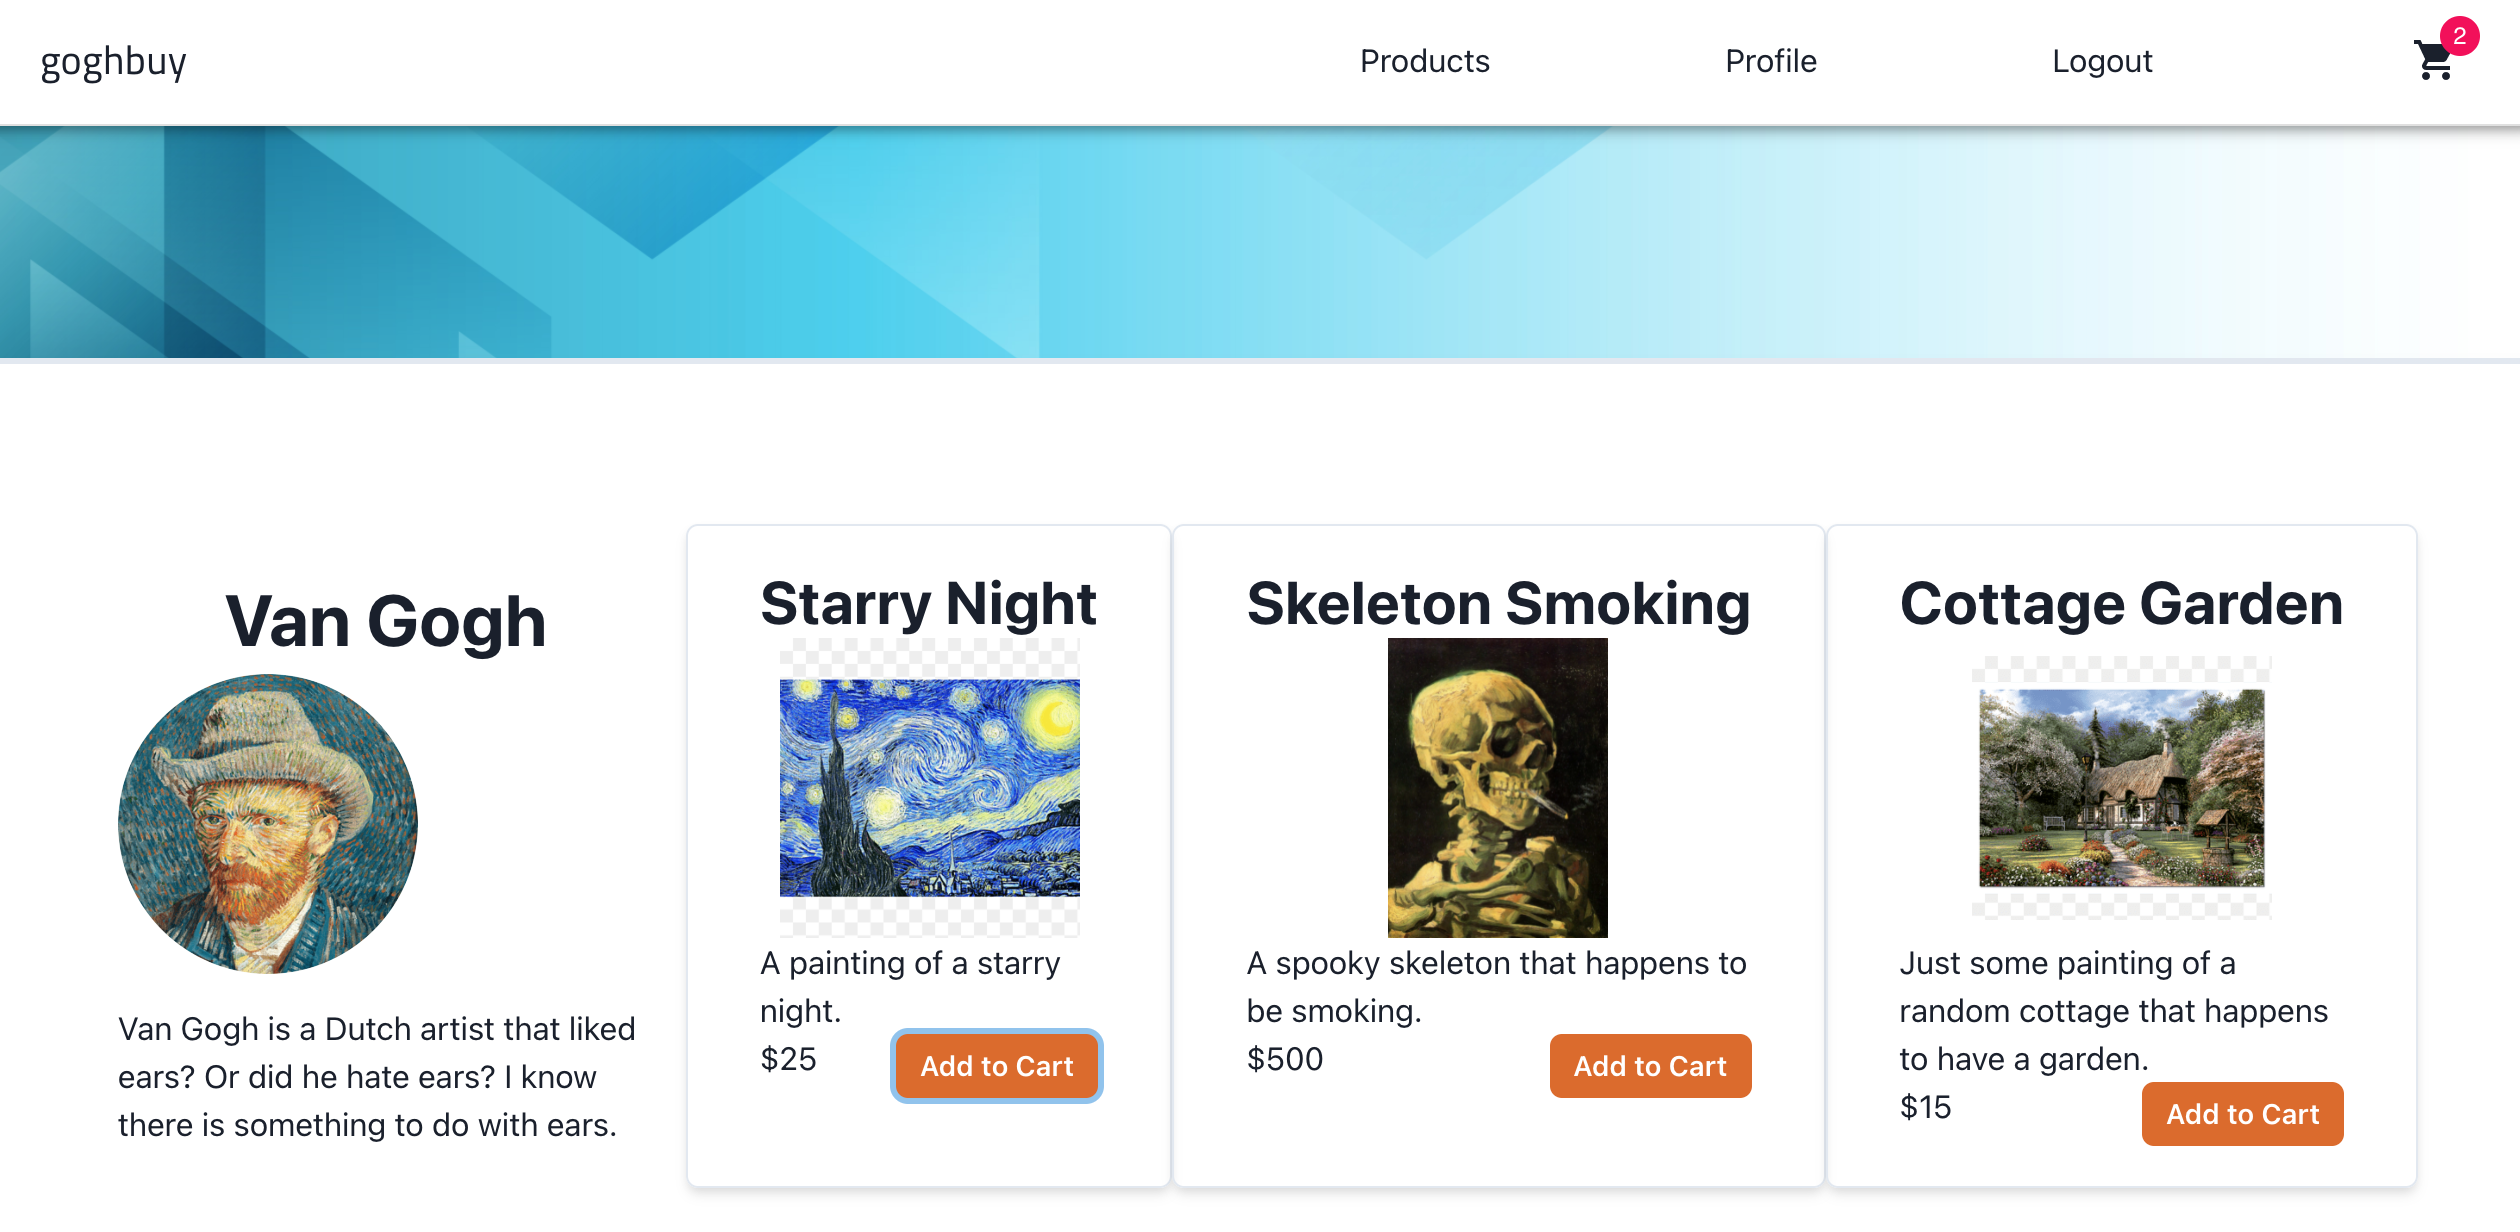 goghbuy
Products
Profile
Logout
2
Van Gogh
Van Gogh is a Dutch artist that liked
ears? Or did he hate ears? I know
there is something to do with ears.
Starry Night
A painting of a starry
night.
$25
Add to Cart
Skeleton Smoking
A spooky skeleton that happens to
be smoking.
$500
Add to Cart
Cottage Garden
Just some painting of a
random cottage that happens
to have a garden.
$15
Add to Cart